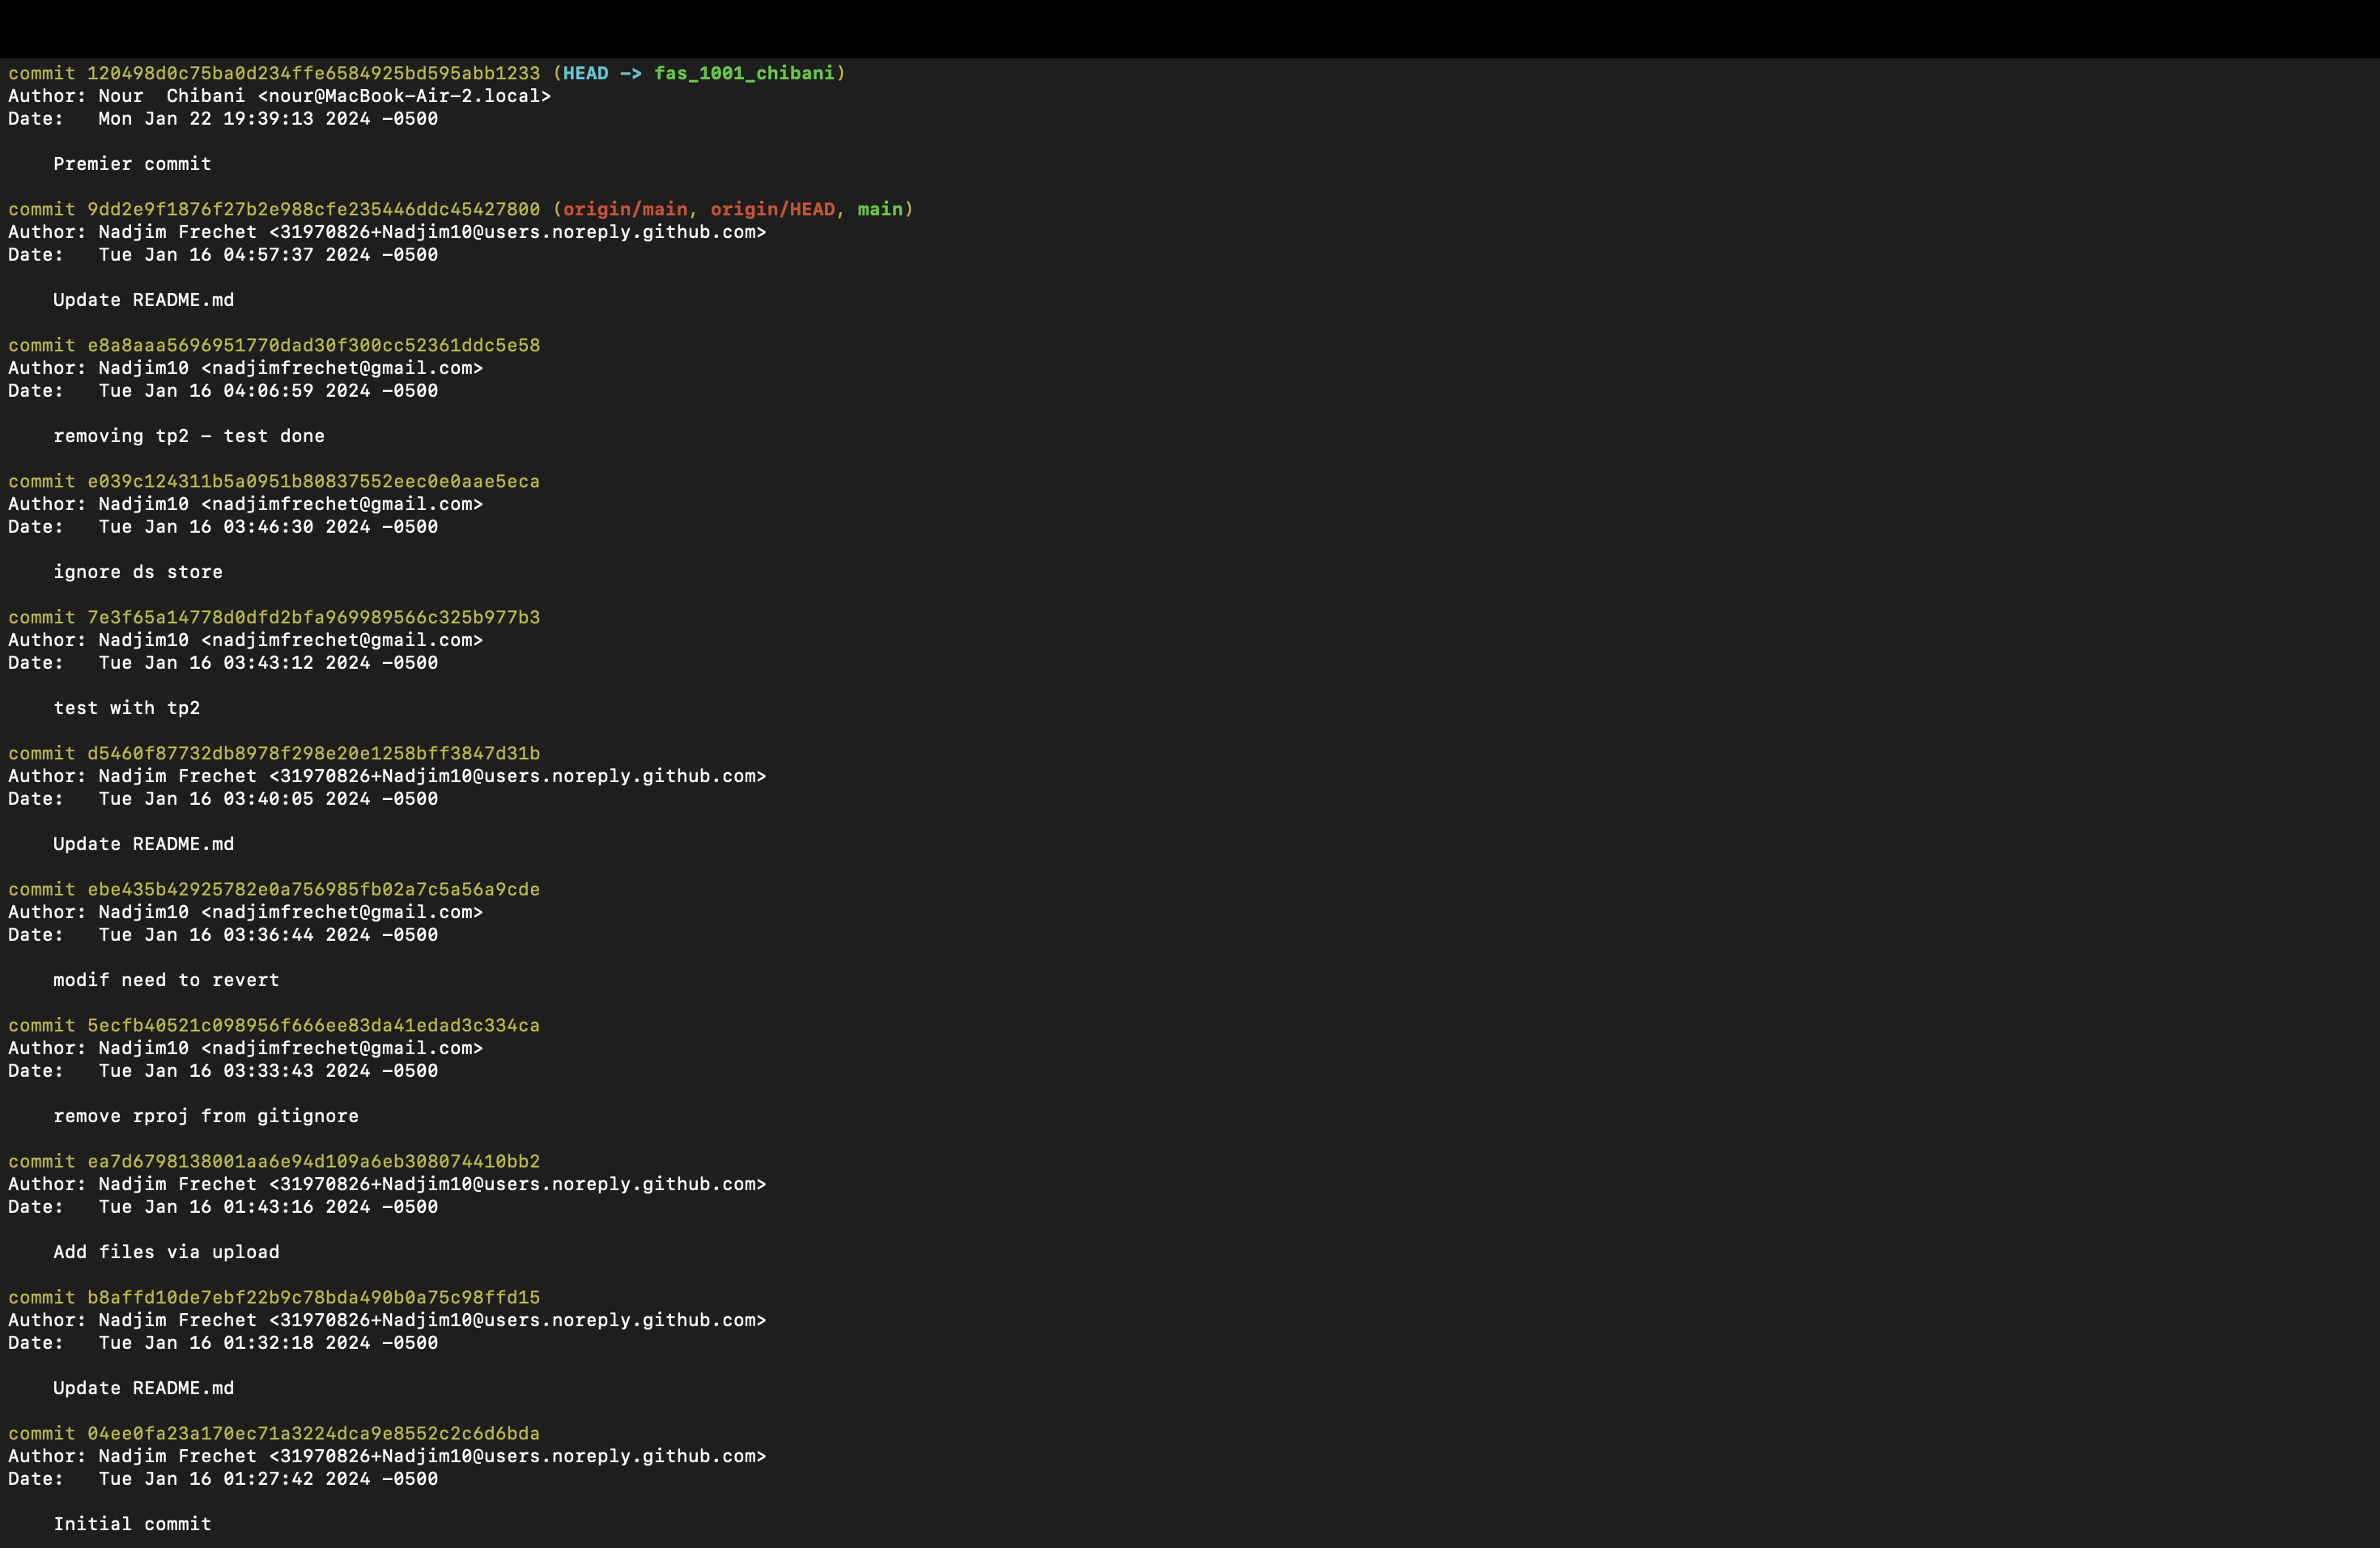 commit 120498d0c75ba0d234ffe6584925bd595abb1233 (HEAD -> fas_1001_chibani)
Author: Nour  Chibani <nour@MacBook-Air-2.local>
Date:   Mon Jan 22 19:39:13 2024 -0500
Premier commit
commit 9dd2e9f1876f27b2e988cfe235446ddc45427800 (origin/main, origin/HEAD, main)
Author: Nadjim Frechet <31970826+Nadjim10@users.noreply.github.com>
Date:   Tue Jan 16 04:57:37 2024 -0500
Update README.md
commit e8a8aaa5696951770dad30f300cc52361ddc5e58
Author: Nadjim10 <nadjimfrechet@gmail.com>
Date:   Tue Jan 16 04:06:59 2024 -0500
removing tp2 - test done
commit e039c124311b5a0951b80837552eec0e0aae5eca
Author: Nadjim10 <nadjimfrechet@gmail.com>
Date:   Tue Jan 16 03:46:30 2024 -0500
ignore ds store
commit 7e3f65a14778d0dfd2bfa969989566c325b977b3
Author: Nadjim10 <nadjimfrechet@gmail.com>
Date:   Tue Jan 16 03:43:12 2024 -0500
test with tp2
commit d5460f87732db8978f298e20e1258bff3847d31b
Author: Nadjim Frechet <31970826+Nadjim10@users.noreply.github.com>
Date:   Tue Jan 16 03:40:05 2024 -0500
Update README.md
commit ebe435b42925782e0a756985fb02a7c5a56a9cde
Author: Nadjim10 <nadjimfrechet@gmail.com>
Date:   Tue Jan 16 03:36:44 2024 -0500
modif need to revert
commit 5ecfb40521c098956f666ee83da41edad3c334ca
Author: Nadjim10 <nadjimfrechet@gmail.com>
Date:   Tue Jan 16 03:33:43 2024 -0500
remove rproj from gitignore
commit ea7d6798138001aa6e94d109a6eb308074410bb2
Author: Nadjim Frechet <31970826+Nadjim10@users.noreply.github.com>
Date:   Tue Jan 16 01:43:16 2024 -0500
Add files via upload
commit b8affd10de7ebf22b9c78bda490b0a75c98ffd15
Author: Nadjim Frechet <31970826+Nadjim10@users.noreply.github.com>
Date:   Tue Jan 16 01:32:18 2024 -0500
Update README.md
commit 04ee0fa23a170ec71a3224dca9e8552c2c6d6bda
Author: Nadjim Frechet <31970826+Nadjim10@users.noreply.github.com>
Date:   Tue Jan 16 01:27:42 2024 -0500
Initial commit